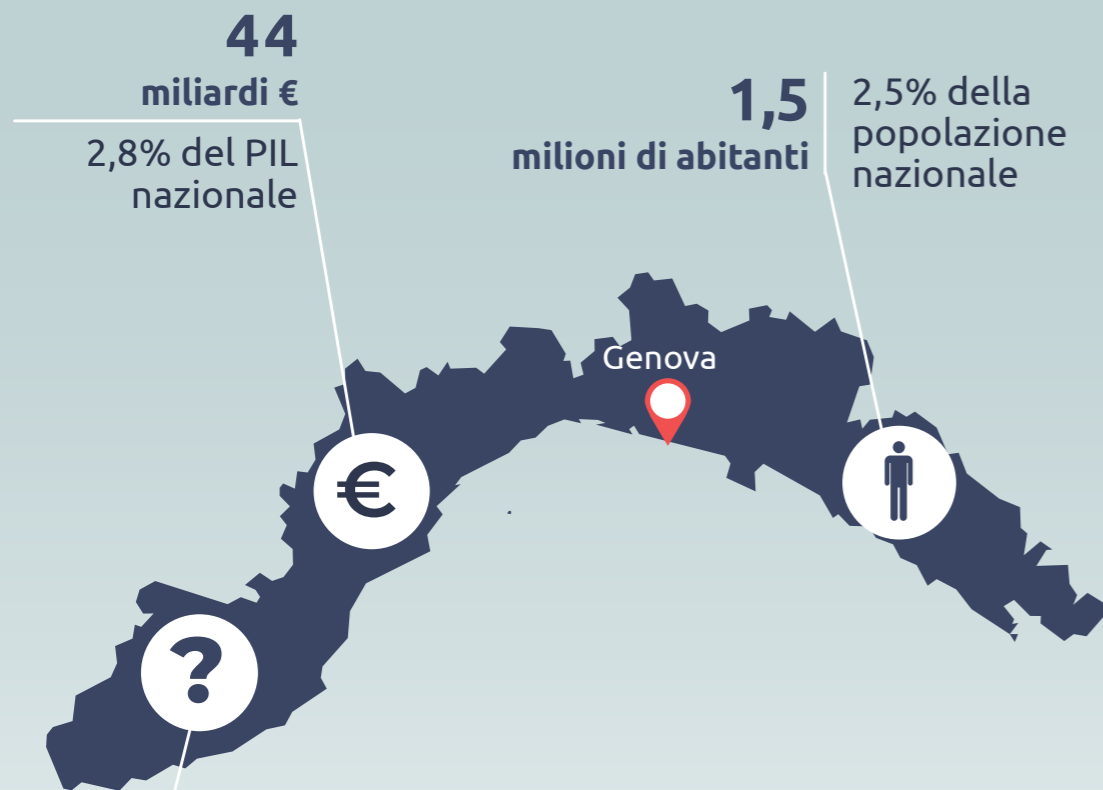 44
miliardi €
2,8% del PIL
nazionale
1,5
milioni di abitanti
2,5% della
popolazione
nazionale
Genova
€
?